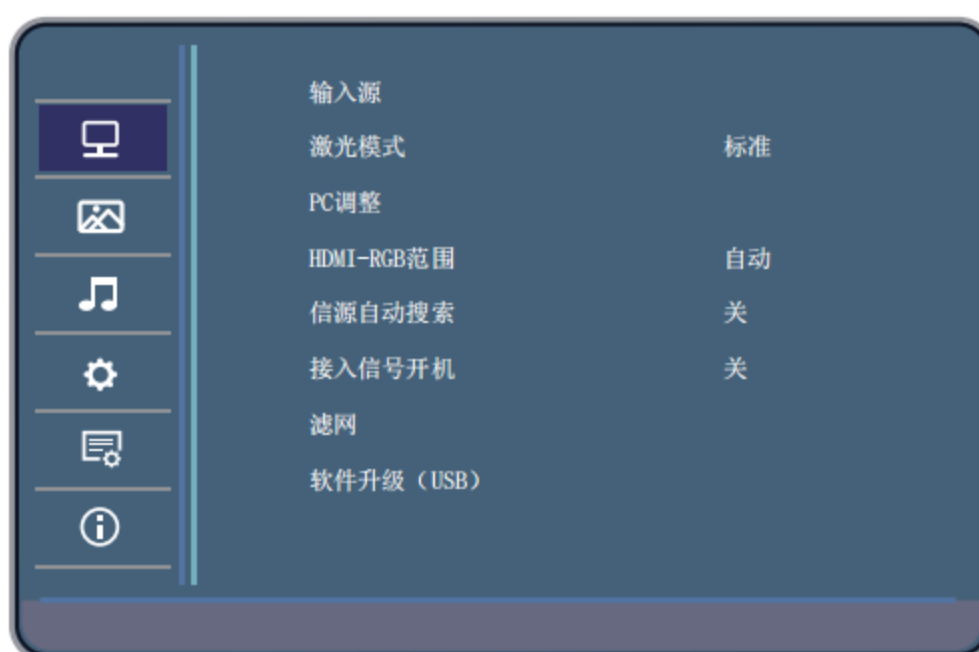 输入源
激光模式 标准
PC调整
HDMI-RGB范围 自动
信源自动搜索 关
接入信号开机 关
滤网
软件升级（USB）